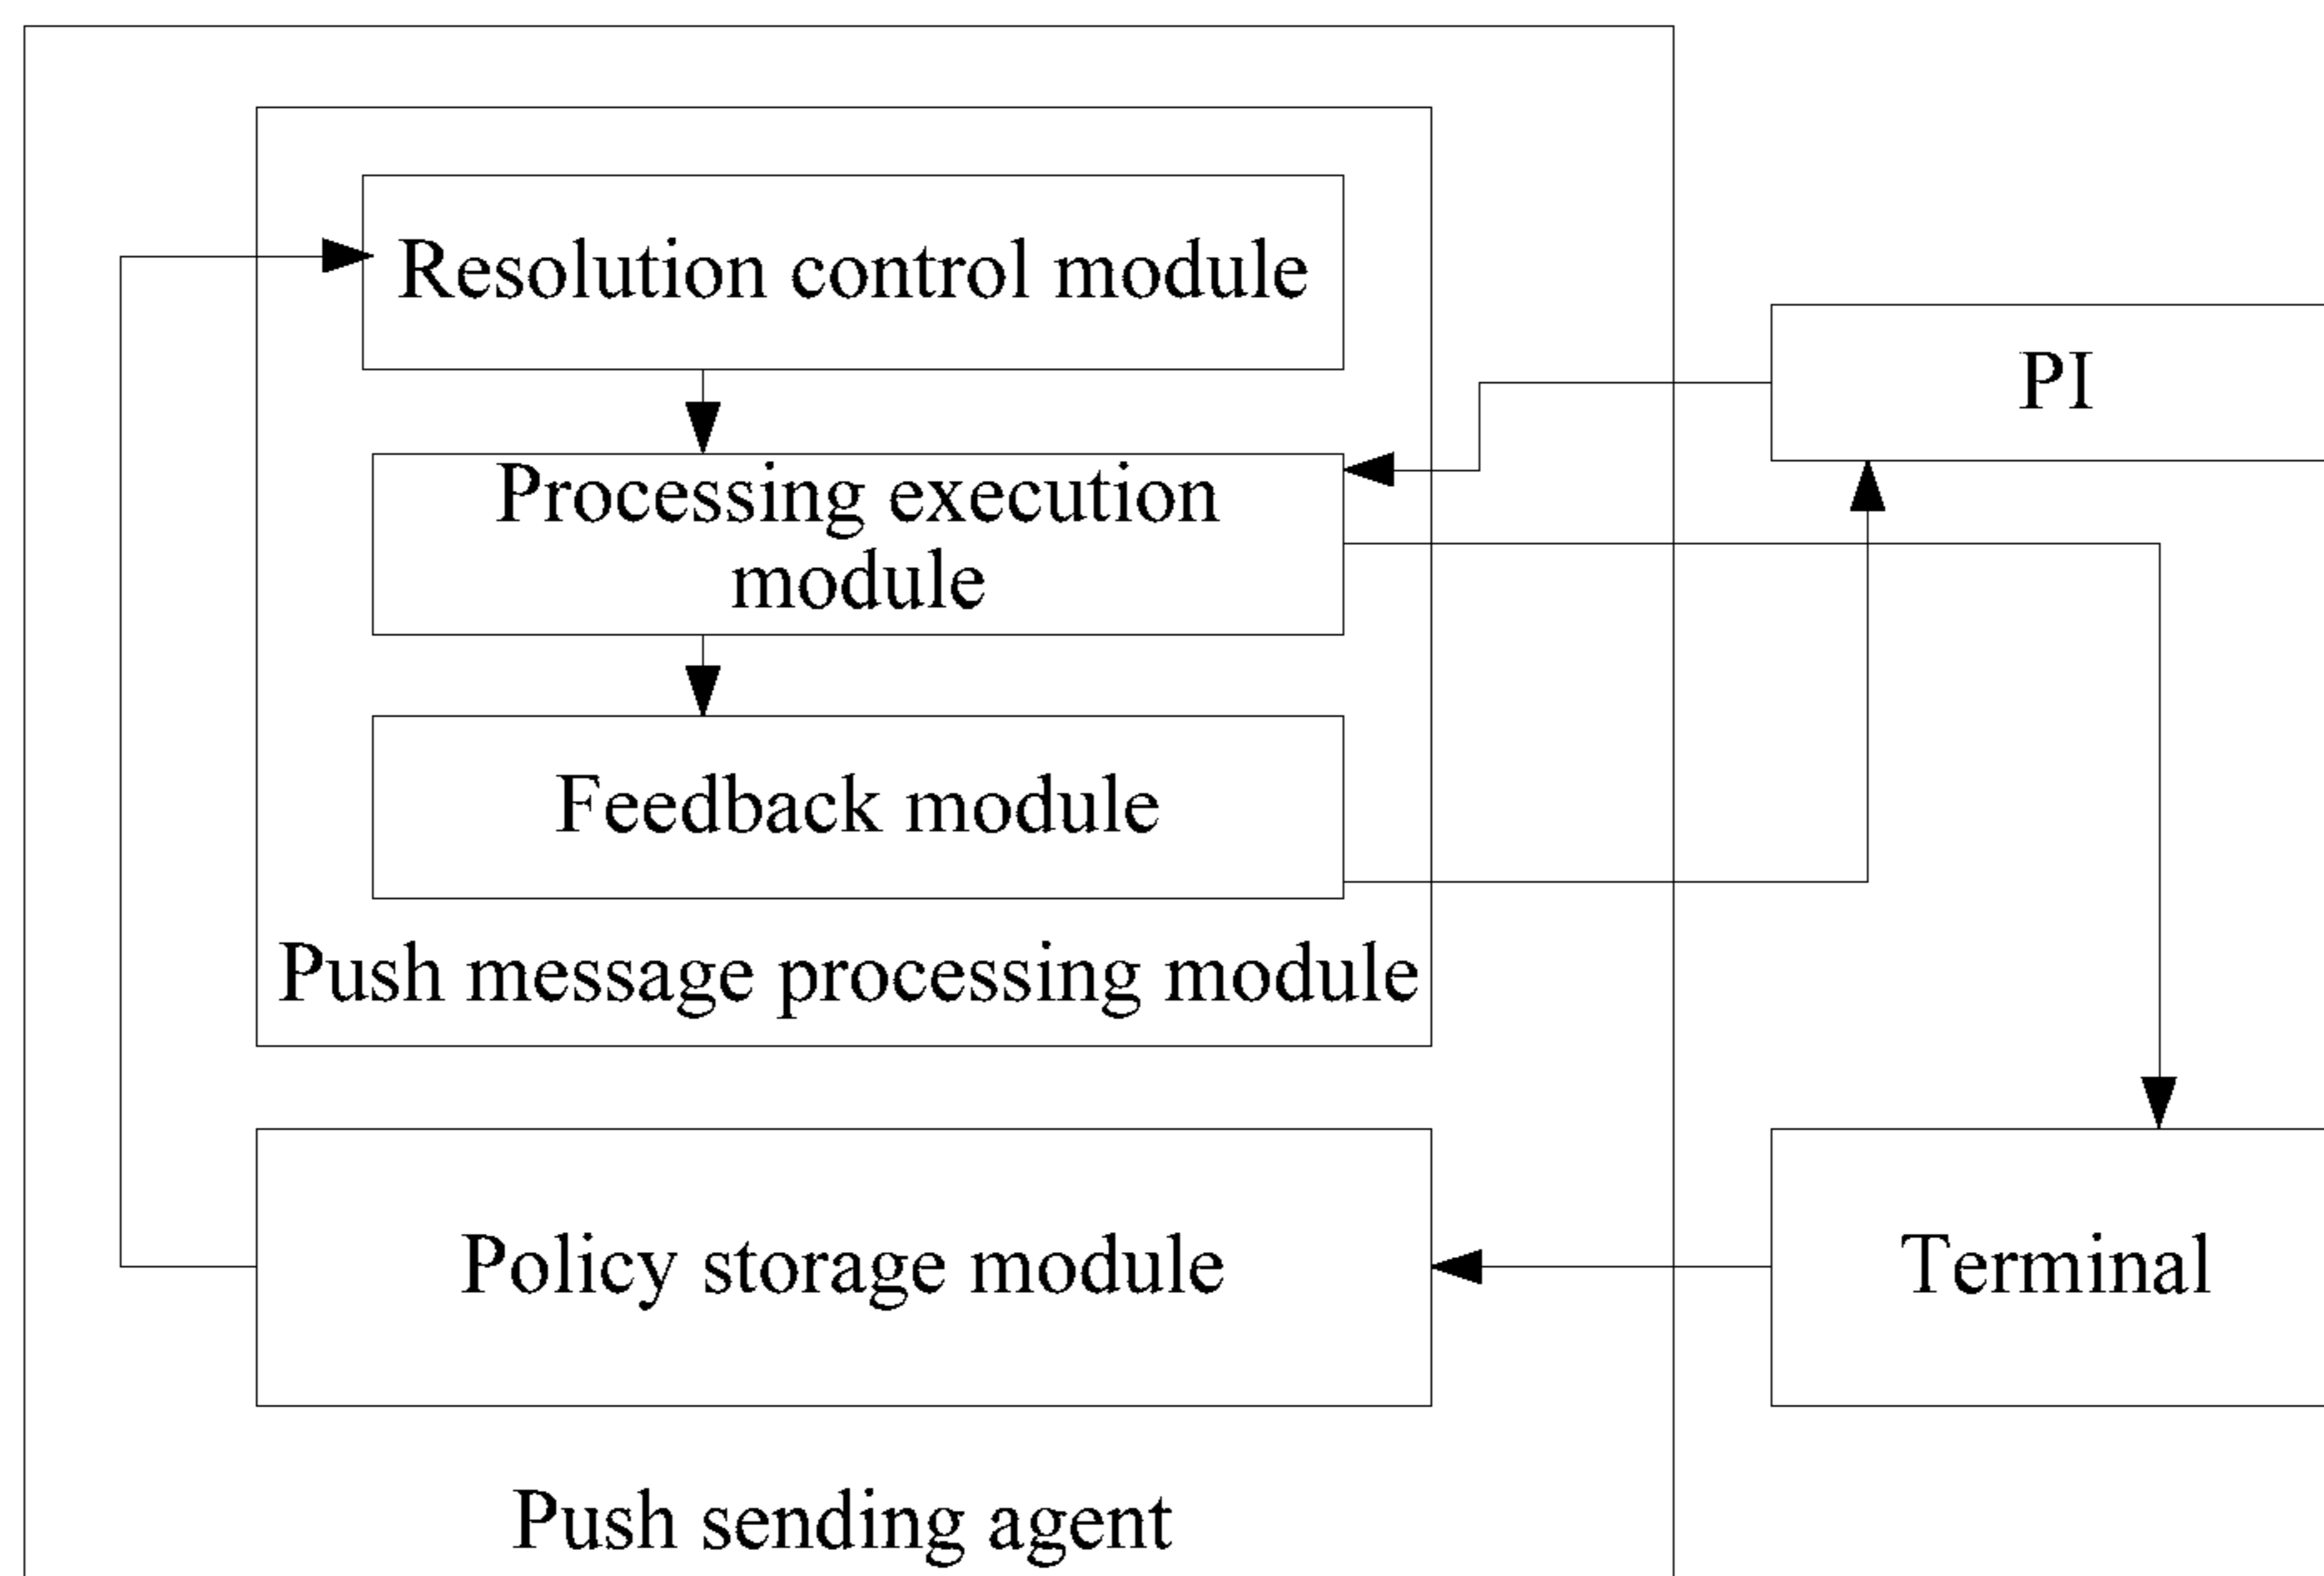 Resolution control module
PI
Processing execution
module
Feedback module
Push message processing module
Policy storage module
Terminal
Push sending agent